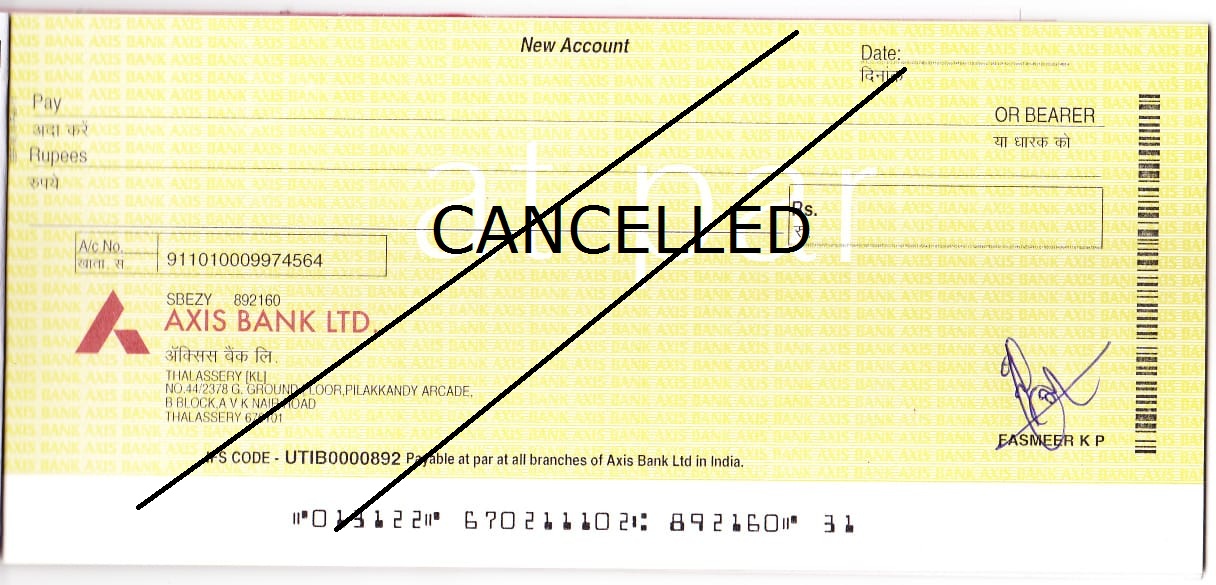 New Account
Date:
दिनांक
Pay
अदा करें
OR BEARER
या धारक को
Rupees
रुपये
at par
Rs.
CANCELLED
A/c No.
खाता. स.
911010009974564
SBEZY 892160
AXIS BANK LTD.
ऍक्सिस बैंक लि.
THALASSERY [KL]
NO.44/2378 G, GROUND FLOOR,PILAKKANDY ARCADE,
B BLOCK,A V K NAIR ROAD
THALASSERY 670101
FASMEER K P
IFS CODE - UTIB0000892 Payable at par at all branches of Axis Bank Ltd in India.
⑈013122⑈ 670211102⑆ 892160⑈ 31